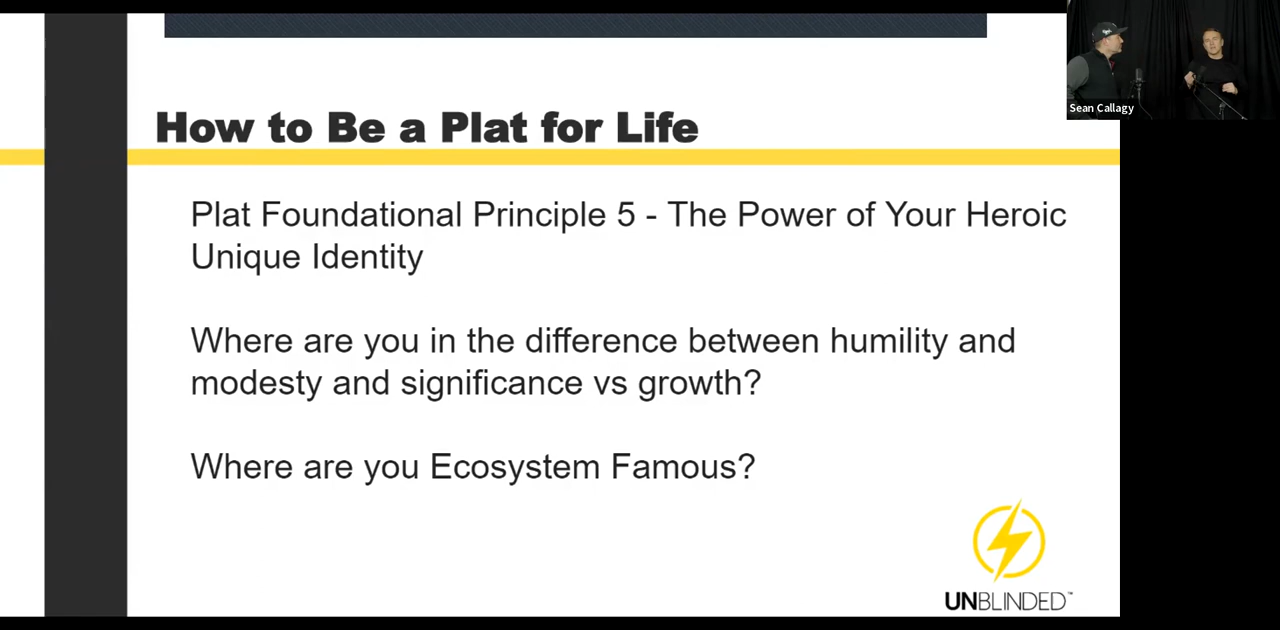 Sean Callagy
How to Be a Plat for Life
Plat Foundational Principle 5 - The Power of Your Heroic
Unique Identity
Where are you in the difference between humility and
modesty and significance vs growth?
Where are you Ecosystem Famous?
UNBLINDED™